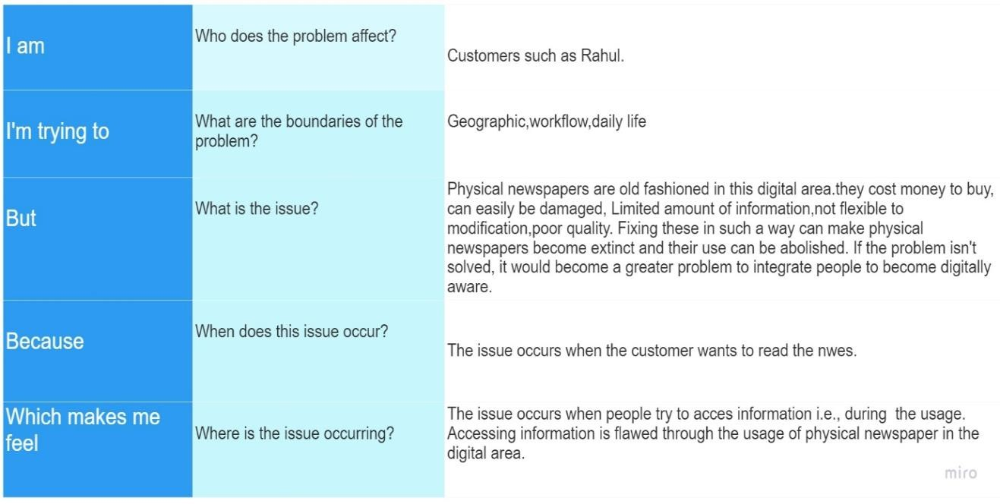 I am
Who does the problem affect?
Customers such as Rahul.
I'm trying to
What are the boundaries of the
problem?
Geographic,workflow,daily life
But
What is the issue?
Physical newspapers are old fashioned in this digital area.they cost money to buy,
can easily be damaged, Limited amount of information,not flexible to
modification,poor quality. Fixing these in such a way can make physical
newspapers become extinct and their use can be abolished. If the problem isn't
solved, it would become a greater problem to integrate people to become digitally
aware.
Because
When does this issue occur?
The issue occurs when the customer wants to read the nwes.
Which makes me
feel
Where is the issue occurring?
The issue occurs when people try to acces information i.e., during  the usage.
Accessing information is flawed through the usage of physical newspaper in the
digital area.
miro